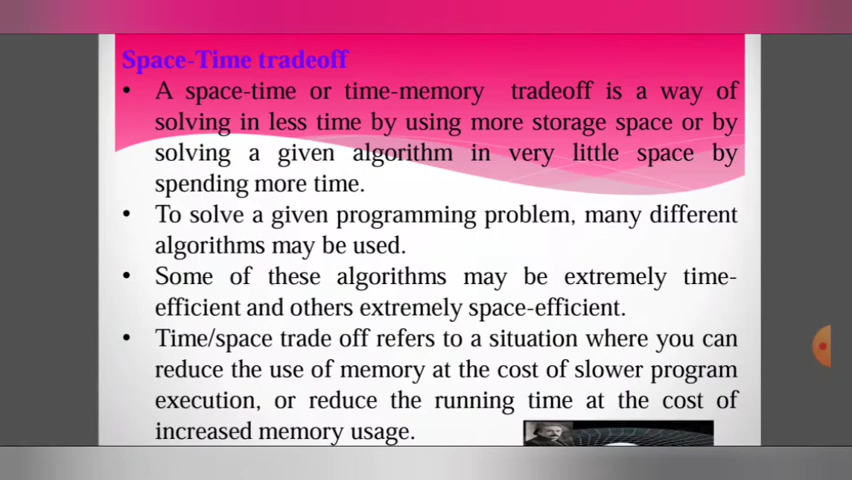 Space-Time tradeoff
• A space-time or time-memory tradeoff is a way of
solving in less time by using more storage space or by
solving a given algorithm in very little space by
spending more time.
• To solve a given programming problem, many different
algorithms may be used.
• Some of these algorithms may be extremely time-
efficient and others extremely space-efficient.
• Time/space trade off refers to a situation where you can
reduce the use of memory at the cost of slower program
execution, or reduce the running time at the cost of
increased memory usage.